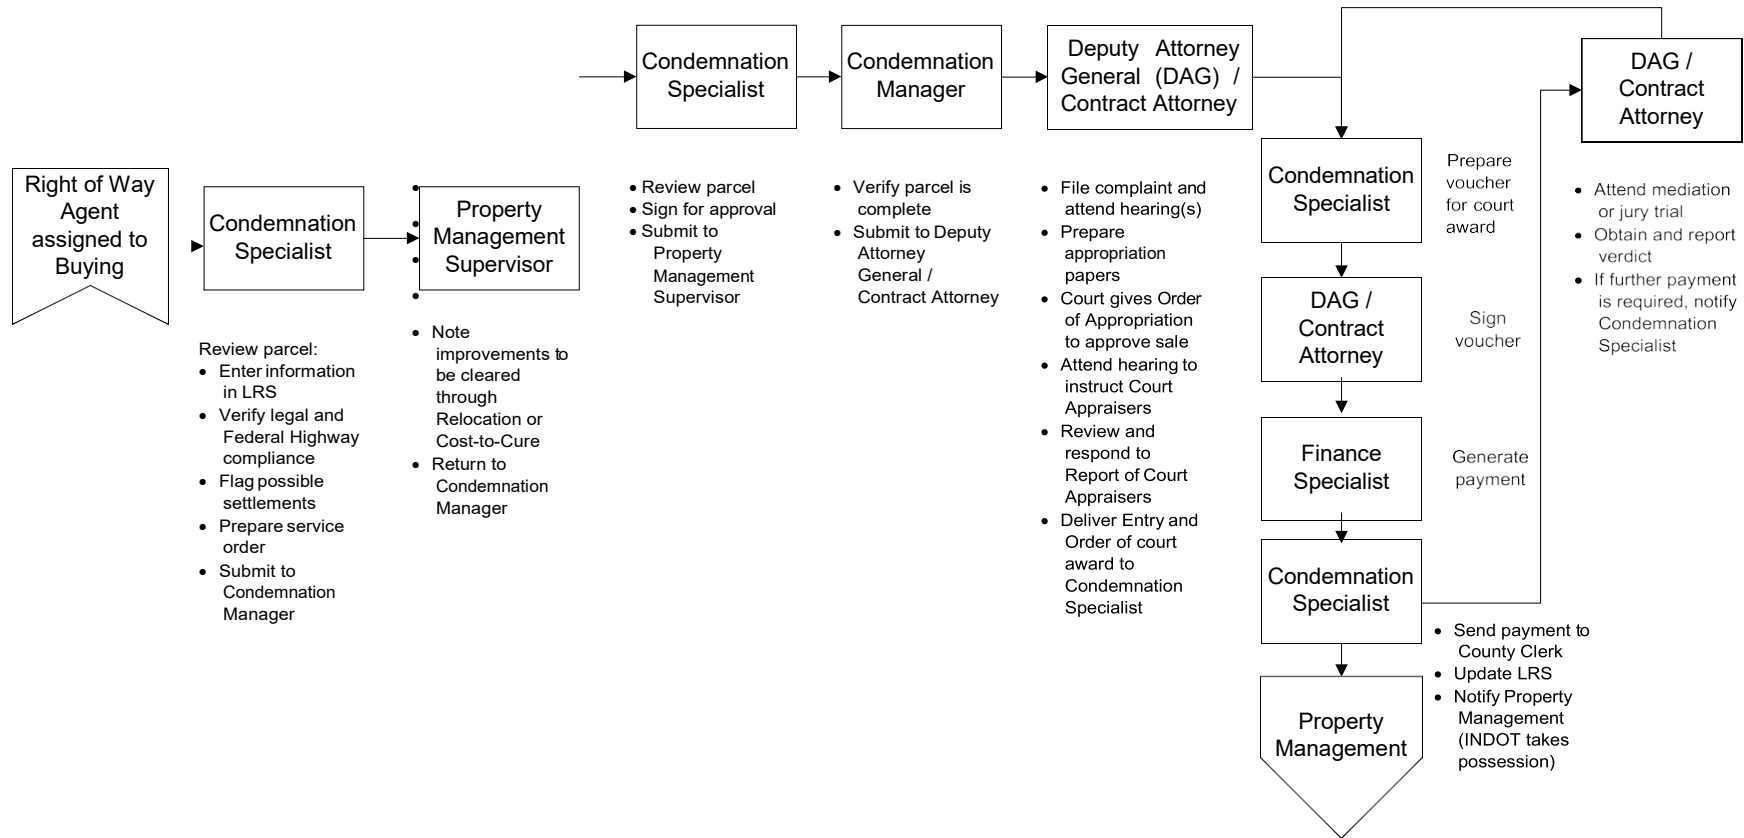 Right of Way
Agent
assigned to
Buying
Condemnation
Specialist
Review parcel:
• Enter information
in LRS
• Verify legal and
Federal Highway
compliance
• Flag possible
settlements
• Prepare service
order
• Submit to
Condemnation
Manager
Property
Management
Supervisor
•
•
•
•
• Note
improvements to
be cleared
through
Relocation or
Cost-to-Cure
• Return to
Condemnation
Manager
Condemnation
Specialist
• Review parcel
• Sign for approval
• Submit to
Property
Management
Supervisor
Condemnation
Manager
• Verify parcel is
complete
• Submit to Deputy
Attorney
General /
Contract Attorney
Deputy Attorney
General (DAG) /
Contract Attorney
• File complaint and
attend hearing(s)
• Prepare
appropriation
papers
• Court gives Order
of Appropriation
to approve sale
• Attend hearing to
instruct Court
Appraisers
• Review and
respond to
Report of Court
Appraisers
• Deliver Entry and
Order of court
award to
Condemnation
Specialist
Condemnation
Specialist
Prepare
voucher
for court
award
DAG /
Contract
Attorney
Sign
voucher
Finance
Specialist
Generate
payment
Condemnation
Specialist
• Send payment to
County Clerk
• Update LRS
• Notify Property
Management
(INDOT takes
possession)
Property
Management
DAG /
Contract
Attorney
• Attend mediation
or jury trial
• Obtain and report
verdict
• If further payment
is required, notify
Condemnation
Specialist